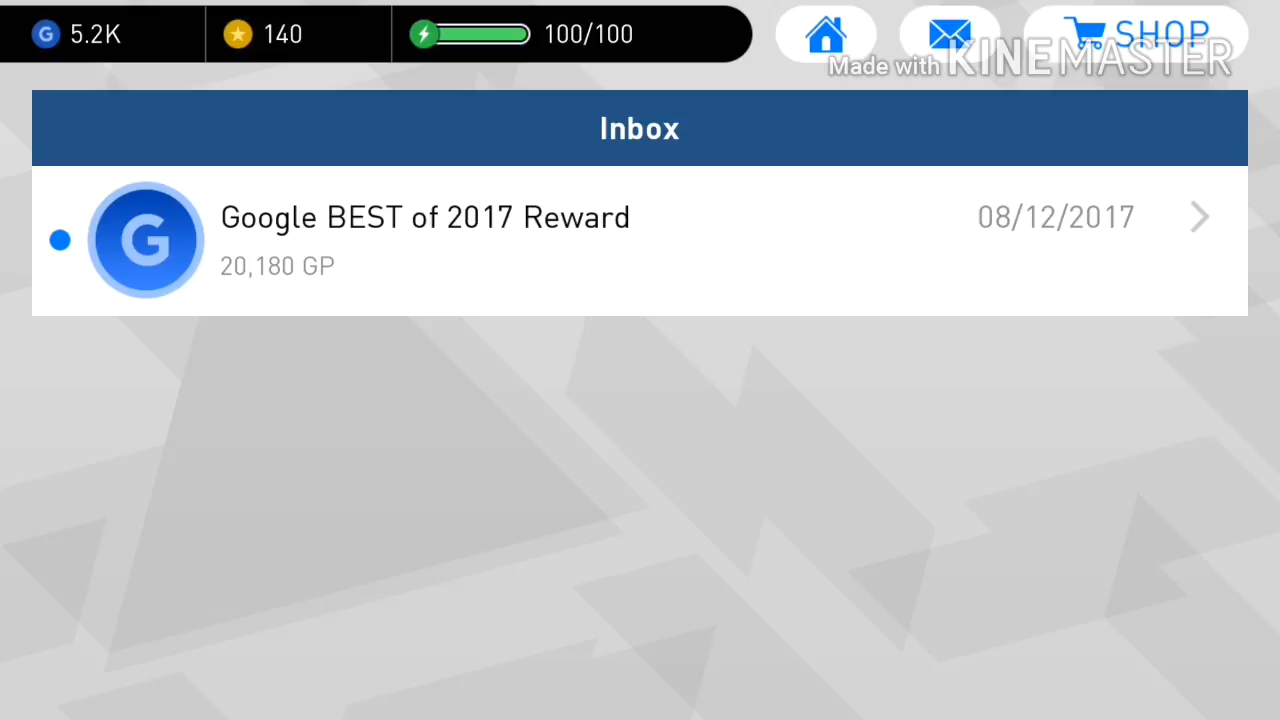 G 5.2K 140 100/100 SHOP
Made with KINEMASTER
Inbox
G Google BEST of 2017 Reward 08/12/2017
20,180 GP